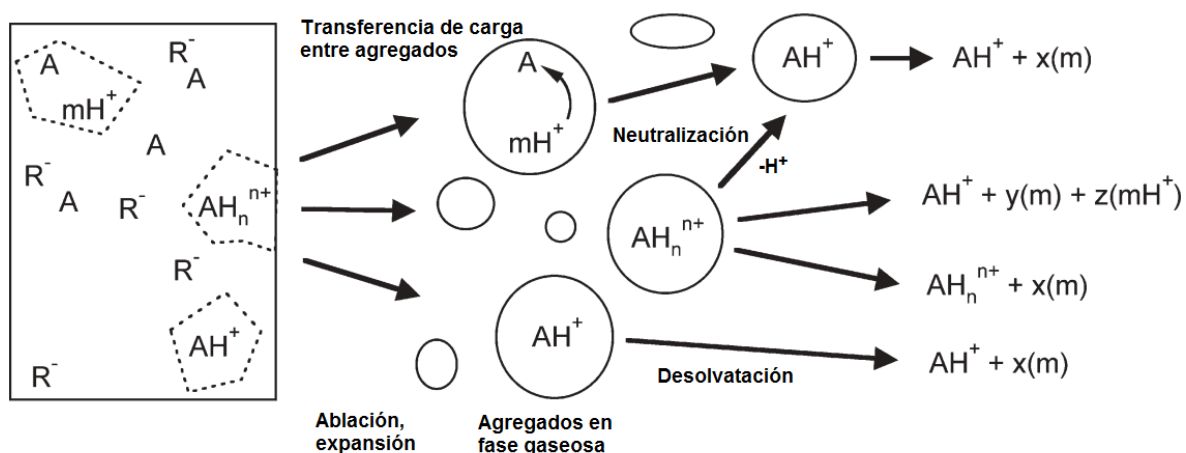 A
mH⁺
R⁻
A
A
R⁻
A
R⁻
AHₙⁿ⁺
R⁻
AH⁺
R⁻
Transferencia de carga
entre agregados
A
mH⁺
Neutralización
-H⁺
AH⁺
AH⁺ + x(m)
AHₙⁿ⁺
AH⁺ + y(m) + z(mH⁺)
AHₙⁿ⁺ + x(m)
AH⁺
Desolvatación
AH⁺ + x(m)
Ablación,
expansión
Agregados en
fase gaseosa